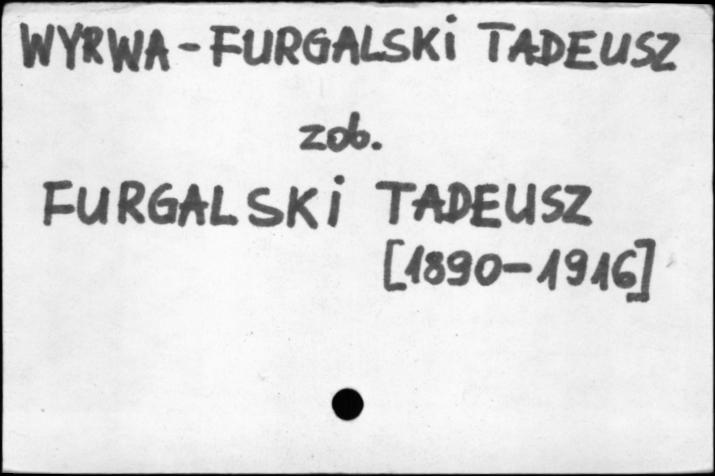 WYRWA-FURGALSKi TADEUSZ
zob.
FURGALSKi TADEUSZ
[1890-1916]